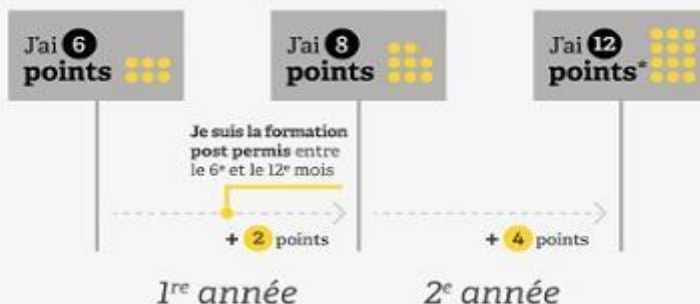 J'ai 6
points
J'ai 8
points
J'ai 12
points*
Je suis la formation
post permis entre
le 6e et le 12e mois
+ 2 points
+ 4 points
1re année
2e année